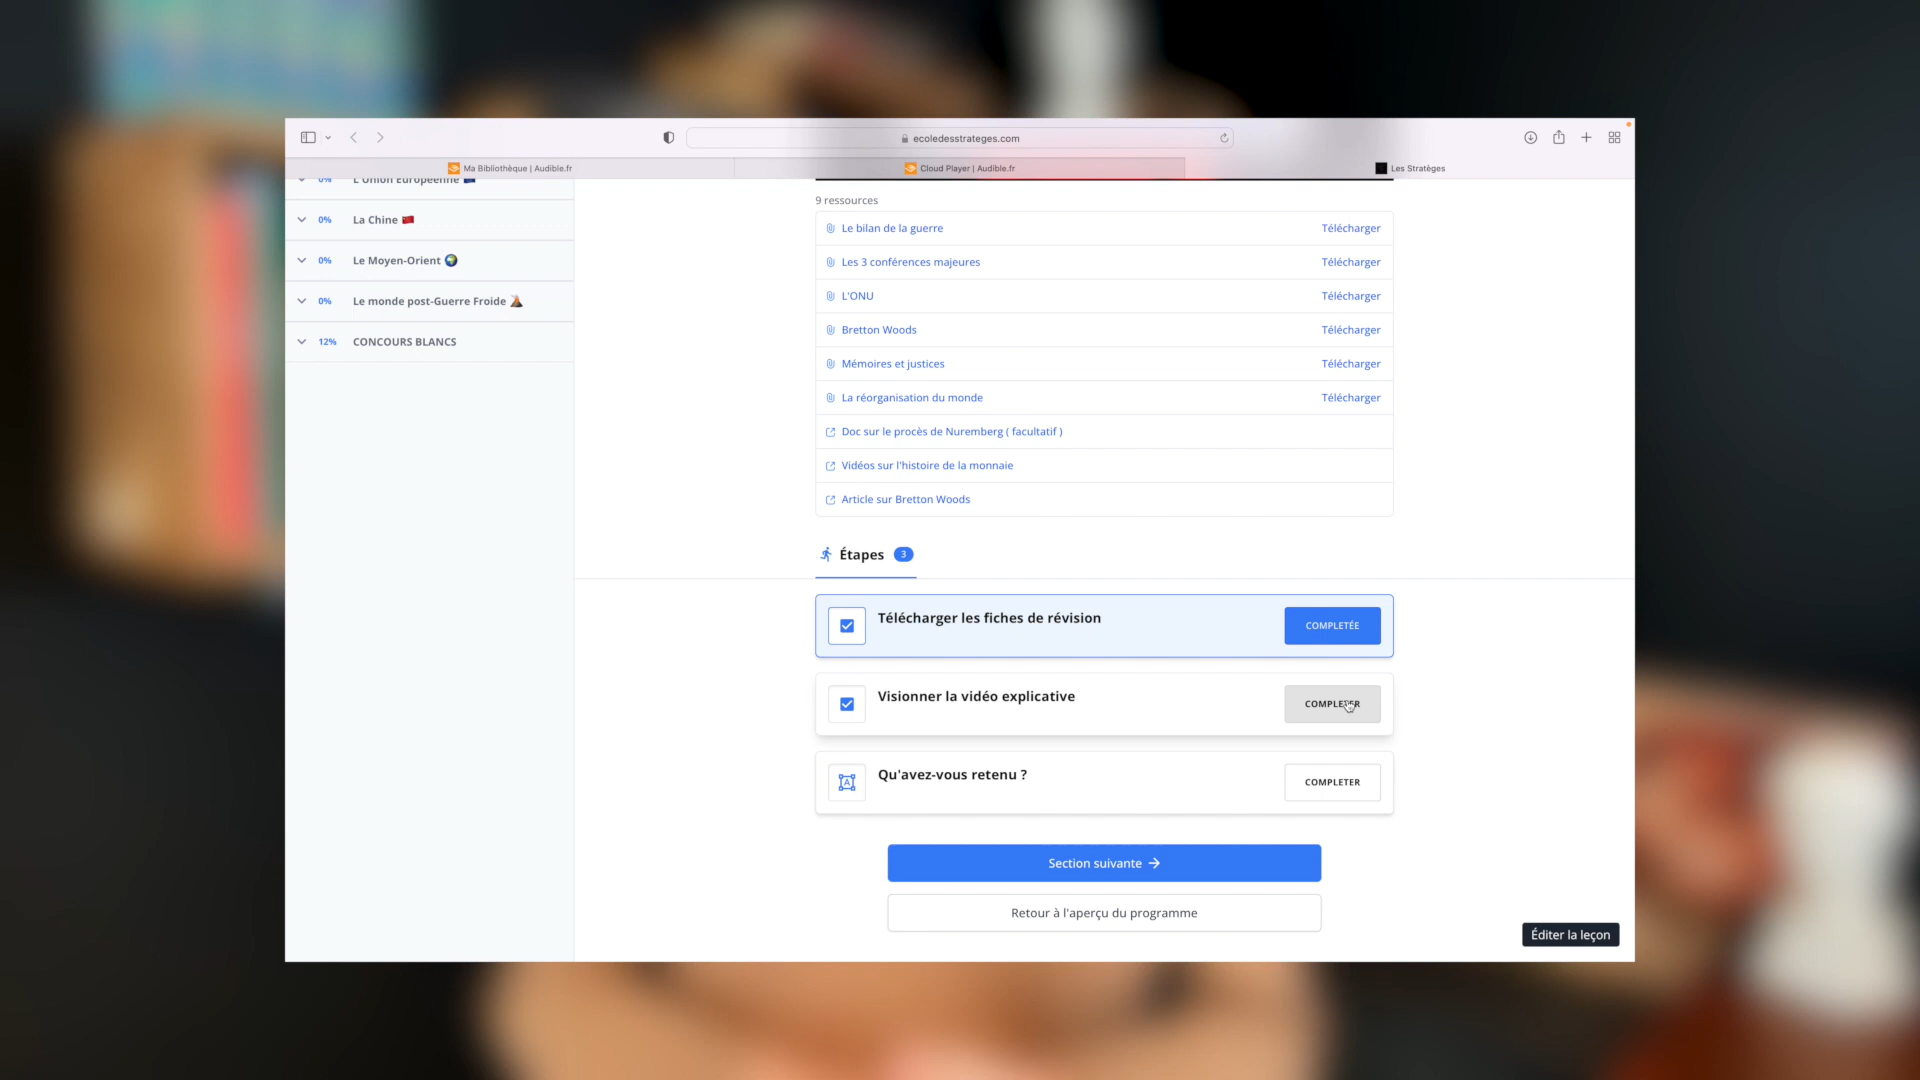 ecoledesstrateges.com
Ma Bibliothèque | Audible.fr
Cloud Player | Audible.fr
Les Stratèges
0% L'Union Européenne
0% La Chine
0% Le Moyen-Orient
0% Le monde post-Guerre Froide
12% CONCOURS BLANCS
9 ressources
Le bilan de la guerre Télécharger
Les 3 conférences majeures Télécharger
L'ONU Télécharger
Bretton Woods Télécharger
Mémoires et justices Télécharger
La réorganisation du monde Télécharger
Doc sur le procès de Nuremberg ( facultatif )
Vidéos sur l'histoire de la monnaie
Article sur Bretton Woods
Étapes 3
Télécharger les fiches de révision COMPLETÉE
Visionner la vidéo explicative COMPLETER
A Qu'avez-vous retenu ? COMPLETER
Section suivante →
Retour à l'aperçu du programme
Éditer la leçon